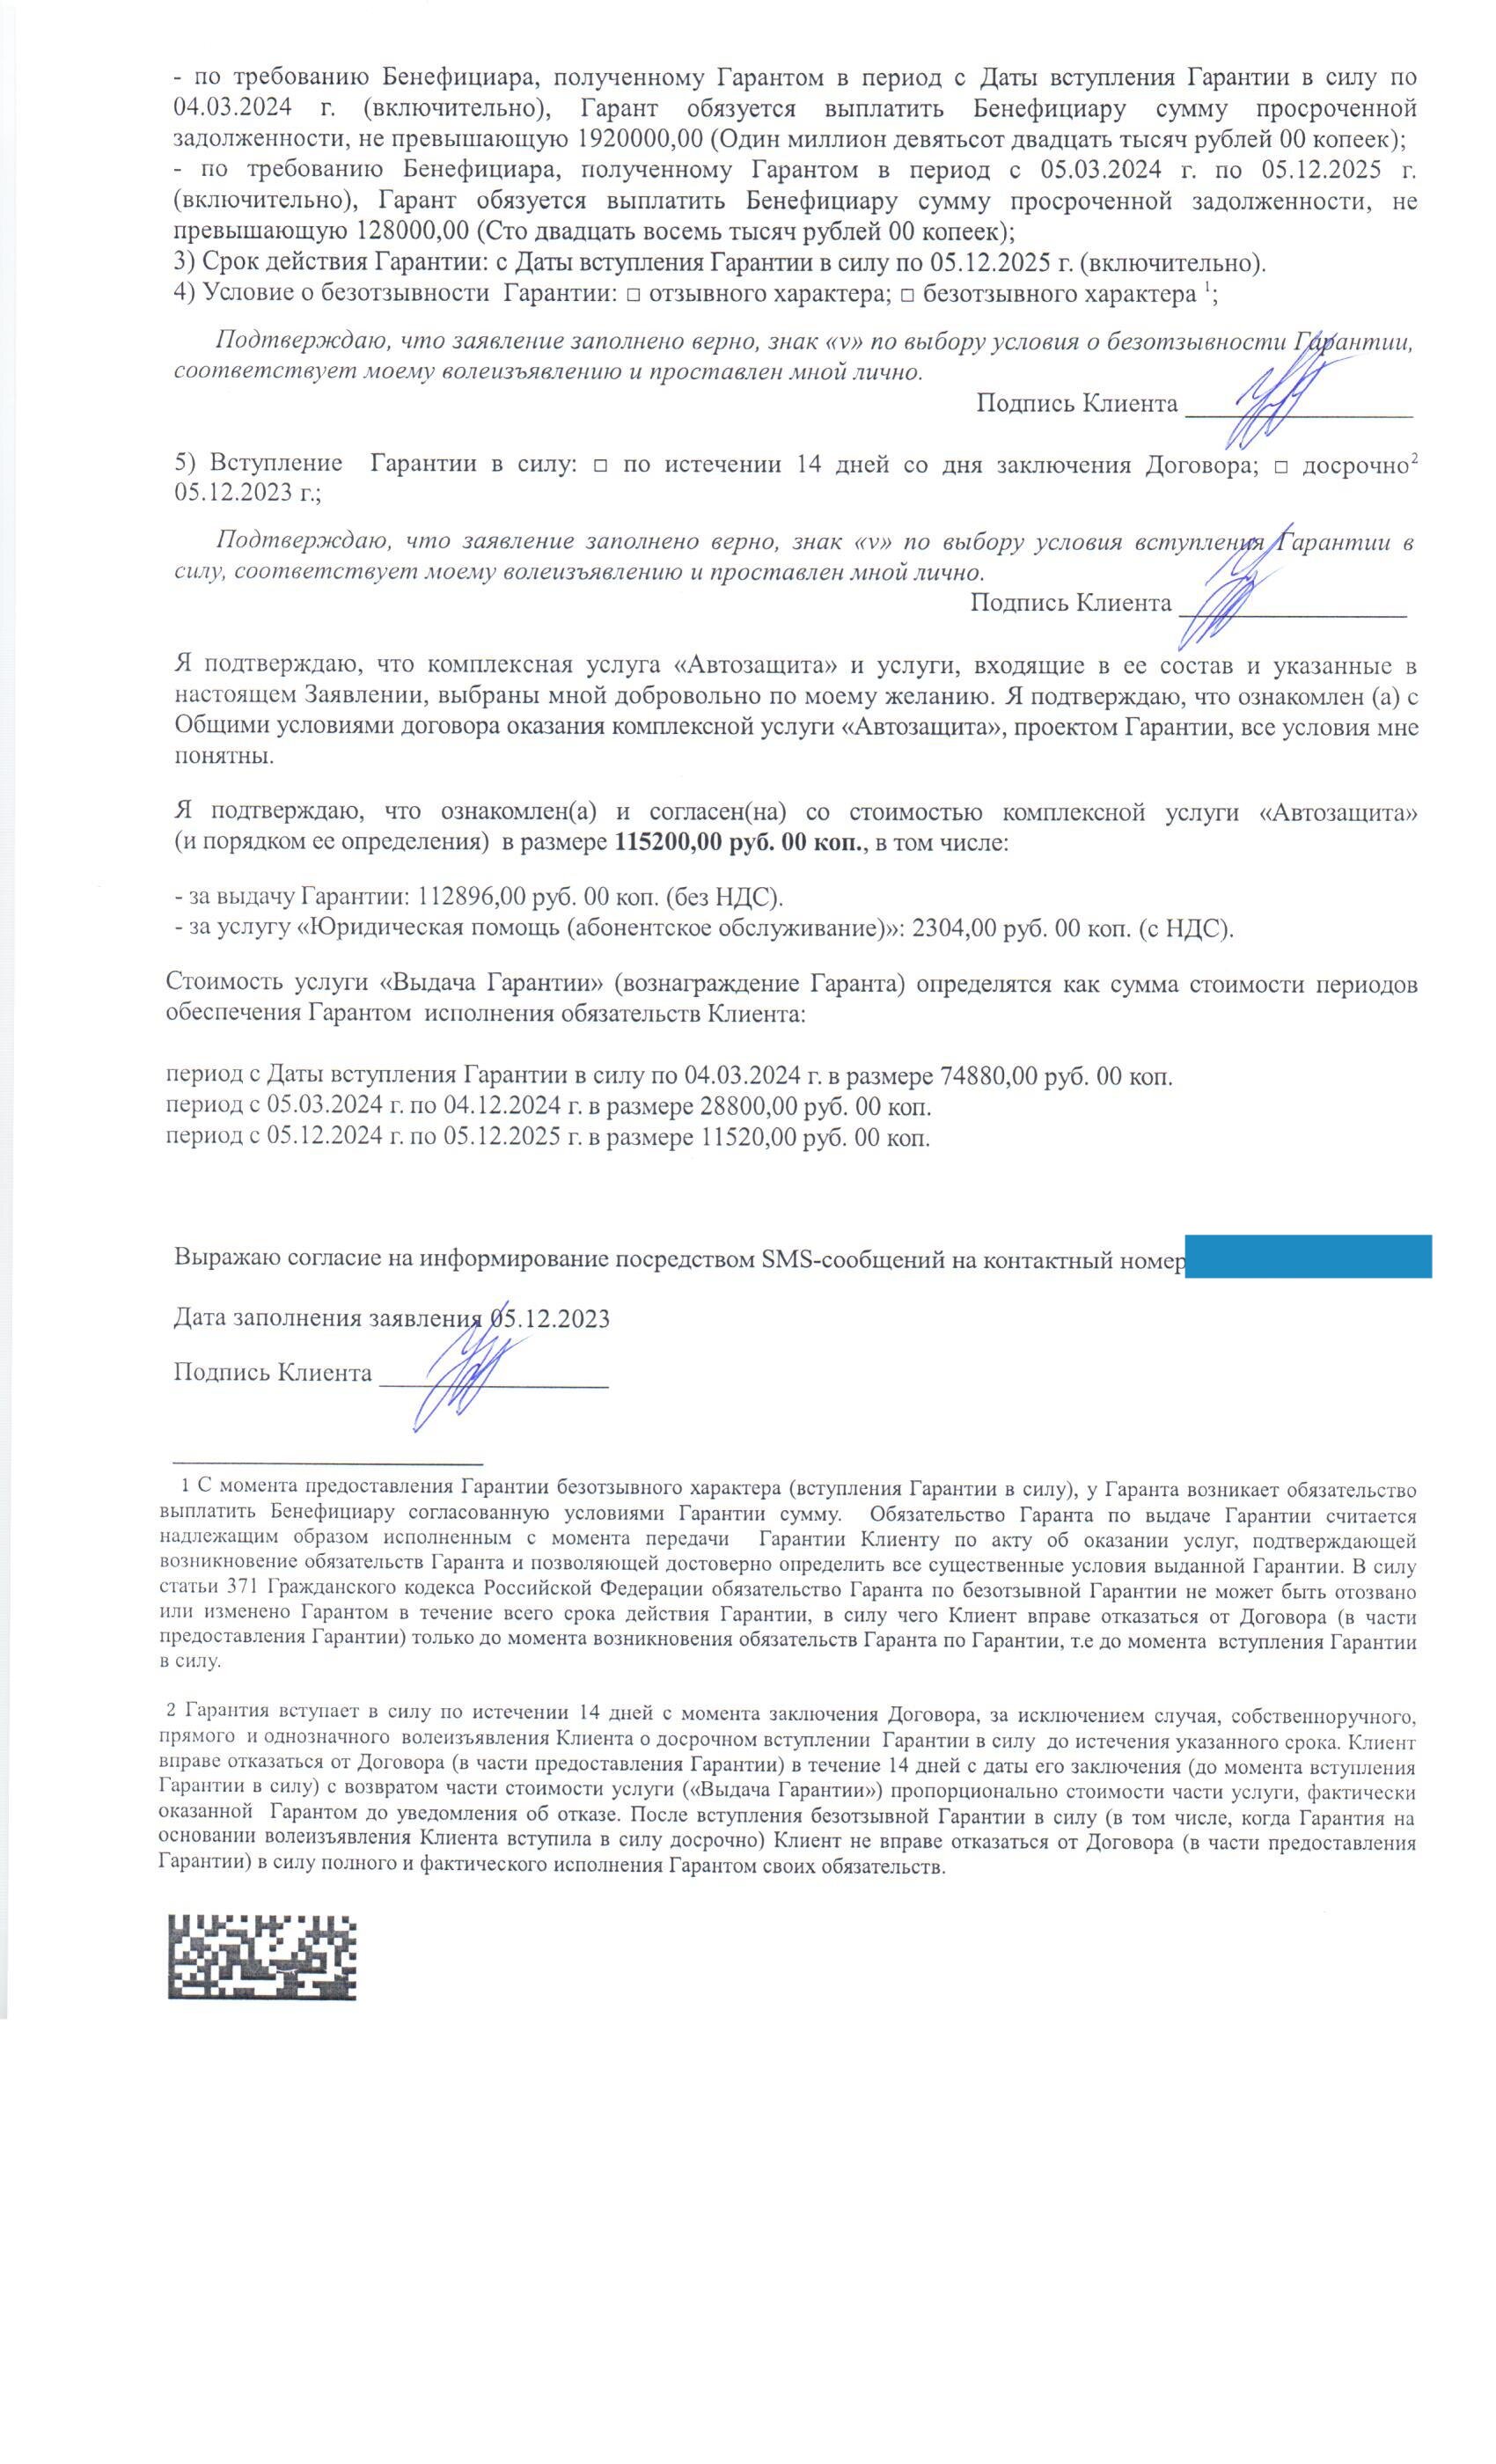 - по требованию Бенефициара, полученному Гарантом в период с Даты вступления Гарантии в силу по
04.03.2024 г. (включительно), Гарант обязуется выплатить Бенефициару сумму просроченной
задолженности, не превышающую 1920000,00 (Один миллион девятьсот двадцать тысяч рублей 00 копеек);
- по требованию Бенефициара, полученному Гарантом в период с 05.03.2024 г. по 05.12.2025 г.
(включительно), Гарант обязуется выплатить Бенефициару сумму просроченной задолженности, не
превышающую 128000,00 (Сто двадцать восемь тысяч рублей 00 копеек);
3) Срок действия Гарантии: с Даты вступления Гарантии в силу по 05.12.2025 г. (включительно).
4) Условие о безотзывности Гарантии: □ отзывного характера; □ безотзывного характера ¹;
Подтверждаю, что заявление заполнено верно, знак «v» по выбору условия о безотзывности Гарантии,
соответствует моему волеизъявлению и проставлен мной лично.
Подпись Клиента
5) Вступление Гарантии в силу: □ по истечении 14 дней со дня заключения Договора; □ досрочно²
05.12.2023 г.;
Подтверждаю, что заявление заполнено верно, знак «v» по выбору условия вступления Гарантии в
силу, соответствует моему волеизъявлению и проставлен мной лично.
Подпись Клиента
Я подтверждаю, что комплексная услуга «Автозащита» и услуги, входящие в ее состав и указанные в
настоящем Заявлении, выбраны мной добровольно по моему желанию. Я подтверждаю, что ознакомлен (а) с
Общими условиями договора оказания комплексной услуги «Автозащита», проектом Гарантии, все условия мне
понятны.
Я подтверждаю, что ознакомлен(а) и согласен(на) со стоимостью комплексной услуги «Автозащита»
(и порядком ее определения) в размере 115200,00 руб. 00 коп., в том числе:
- за выдачу Гарантии: 112896,00 руб. 00 коп. (без НДС).
- за услугу «Юридическая помощь (абонентское обслуживание)»: 2304,00 руб. 00 коп. (с НДС).
Стоимость услуги «Выдача Гарантии» (вознаграждение Гаранта) определятся как сумма стоимости периодов
обеспечения Гарантом исполнения обязательств Клиента:
период с Даты вступления Гарантии в силу по 04.03.2024 г. в размере 74880,00 руб. 00 коп.
период с 05.03.2024 г. по 04.12.2024 г. в размере 28800,00 руб. 00 коп.
период с 05.12.2024 г. по 05.12.2025 г. в размере 11520,00 руб. 00 коп.
Выражаю согласие на информирование посредством SMS-сообщений на контактный номер
Дата заполнения заявления 05.12.2023
Подпись Клиента
1 С момента предоставления Гарантии безотзывного характера (вступления Гарантии в силу), у Гаранта возникает обязательство
выплатить Бенефициару согласованную условиями Гарантии сумму. Обязательство Гаранта по выдаче Гарантии считается
надлежащим образом исполненным с момента передачи Гарантии Клиенту по акту об оказании услуг, подтверждающей
возникновение обязательств Гаранта и позволяющей достоверно определить все существенные условия выданной Гарантии. В силу
статьи 371 Гражданского кодекса Российской Федерации обязательство Гаранта по безотзывной Гарантии не может быть отозвано
или изменено Гарантом в течение всего срока действия Гарантии, в силу чего Клиент вправе отказаться от Договора (в части
предоставления Гарантии) только до момента возникновения обязательств Гаранта по Гарантии, т.е до момента вступления Гарантии
в силу.
2 Гарантия вступает в силу по истечении 14 дней с момента заключения Договора, за исключением случая, собственноручного,
прямого и однозначного волеизъявления Клиента о досрочном вступлении Гарантии в силу до истечения указанного срока. Клиент
вправе отказаться от Договора (в части предоставления Гарантии) в течение 14 дней с даты его заключения (до момента вступления
Гарантии в силу) с возвратом части стоимости услуги («Выдача Гарантии») пропорционально стоимости части услуги, фактически
оказанной Гарантом до уведомления об отказе. После вступления безотзывной Гарантии в силу (в том числе, когда Гарантия на
основании волеизъявления Клиента вступила в силу досрочно) Клиент не вправе отказаться от Договора (в части предоставления
Гарантии) в силу полного и фактического исполнения Гарантом своих обязательств.